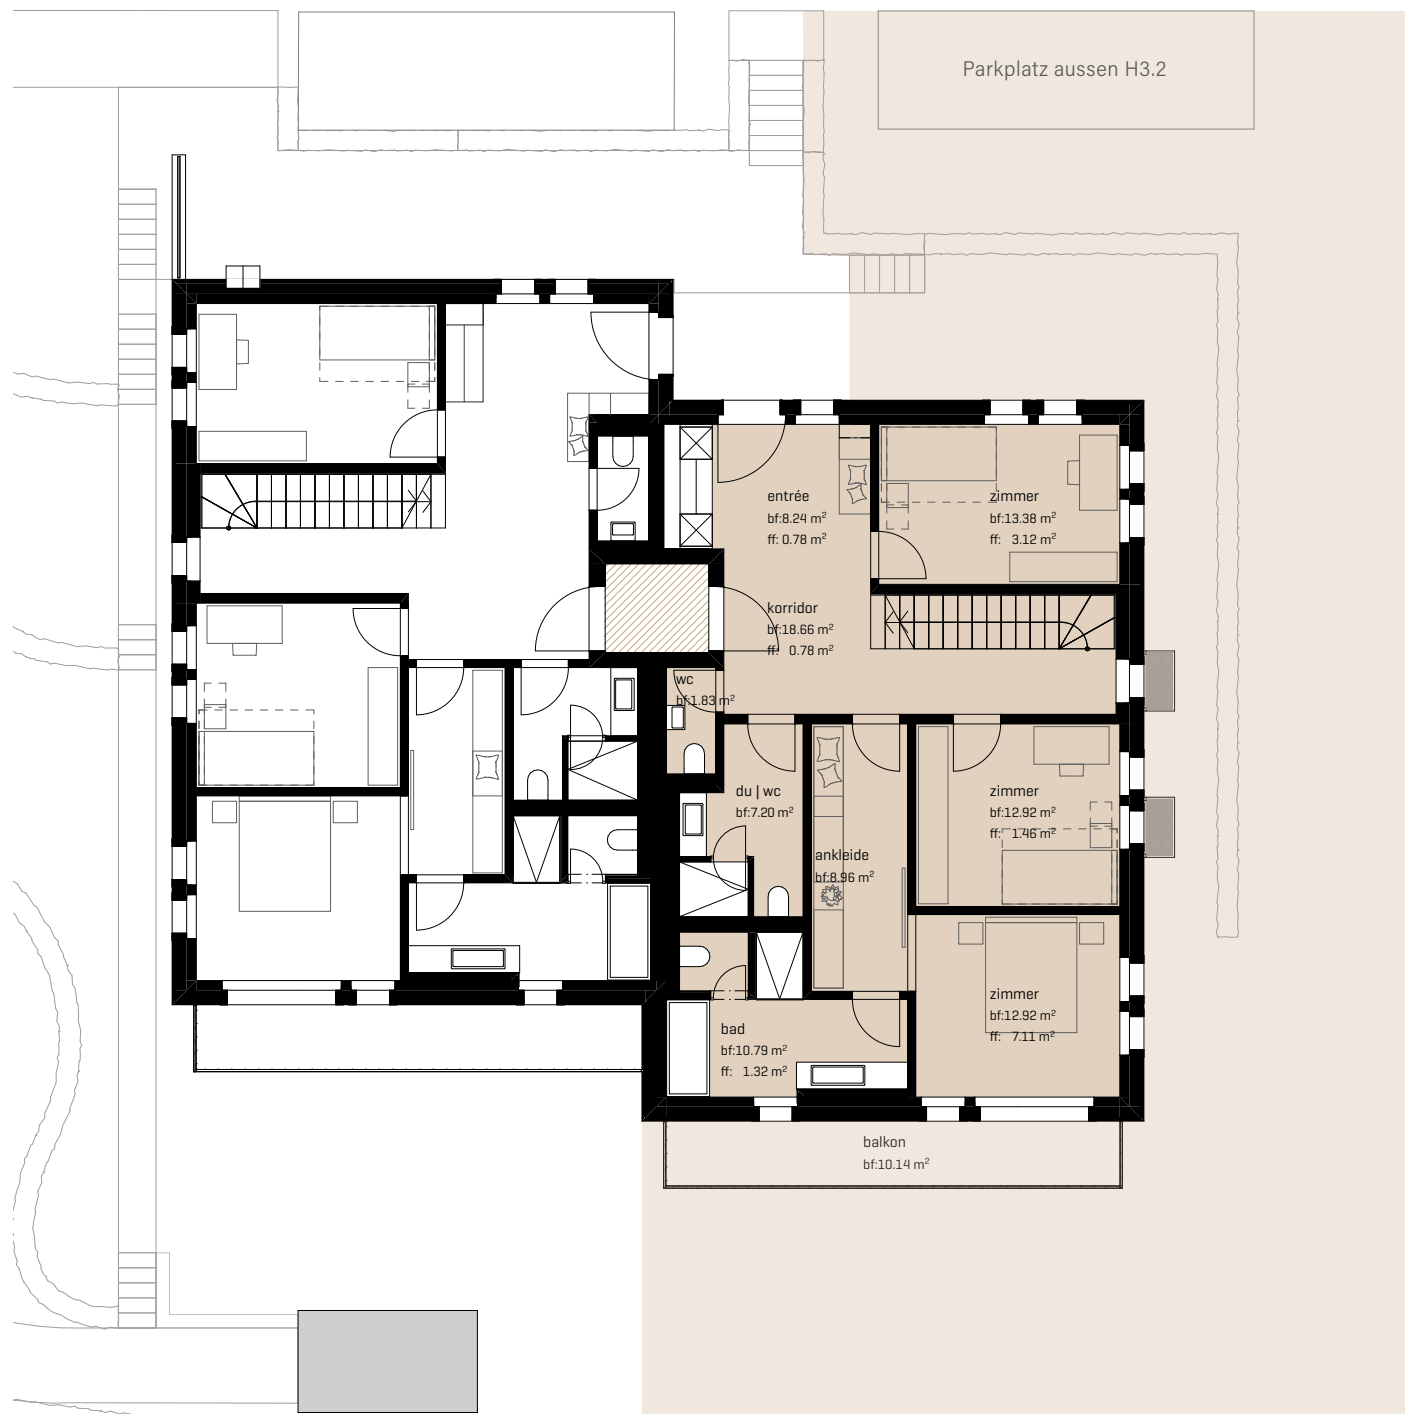 Parkplatz aussen H3.2
entrée
bf:8.24 m²
ff: 0.78 m²
zimmer
bf:13.38 m²
ff: 3.12 m²
korridor
bf:18.66 m²
ff: 0.78 m²
wc
bf:1.83 m²
du | wc
bf:7.20 m²
zimmer
bf:12.92 m²
ff: 1.46 m²
ankleide
bf:8.96 m²
zimmer
bf:12.92 m²
ff: 7.11 m²
bad
bf:10.79 m²
ff: 1.32 m²
balkon
bf:10.14 m²